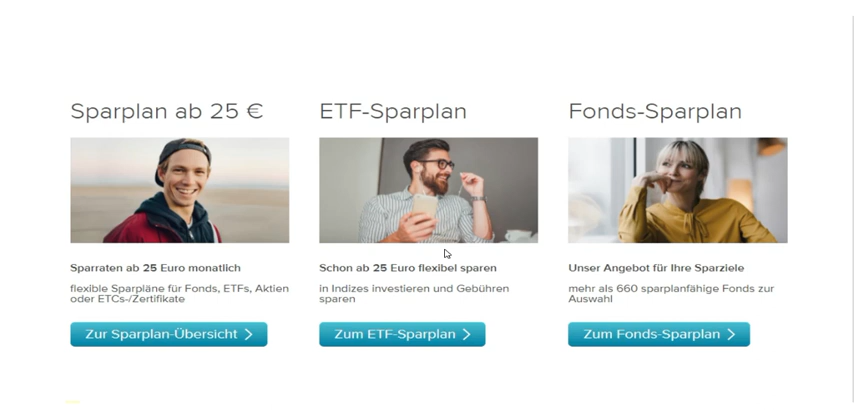 Sparplan ab 25 €
Sparraten ab 25 Euro monatlich
flexible Sparpläne für Fonds, ETFs, Aktien
oder ETCs-/Zertifikate
Zur Sparplan-Übersicht
ETF-Sparplan
Schon ab 25 Euro flexibel sparen
in Indizes investieren und Gebühren
sparen
Zum ETF-Sparplan
Fonds-Sparplan
Unser Angebot für Ihre Sparziele
mehr als 660 sparplanfähige Fonds zur
Auswahl
Zum Fonds-Sparplan